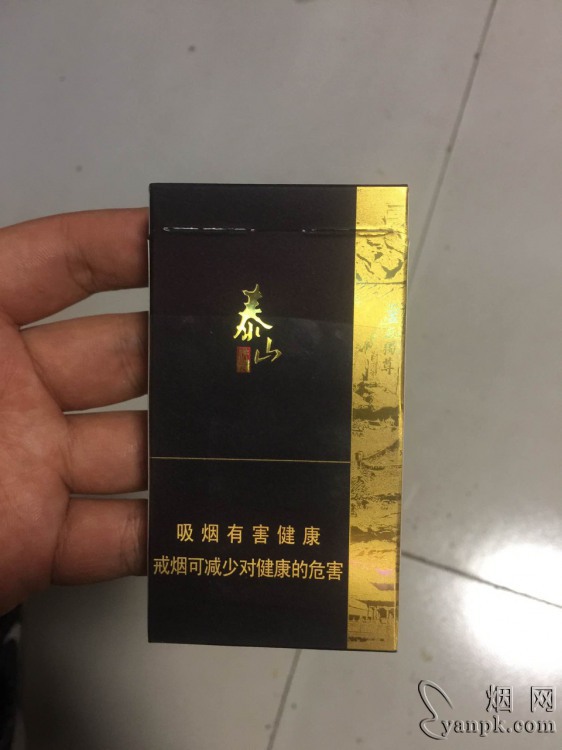 泰山
吸烟有害健康
戒烟可减少对健康的危害
烟网
yanpk.com